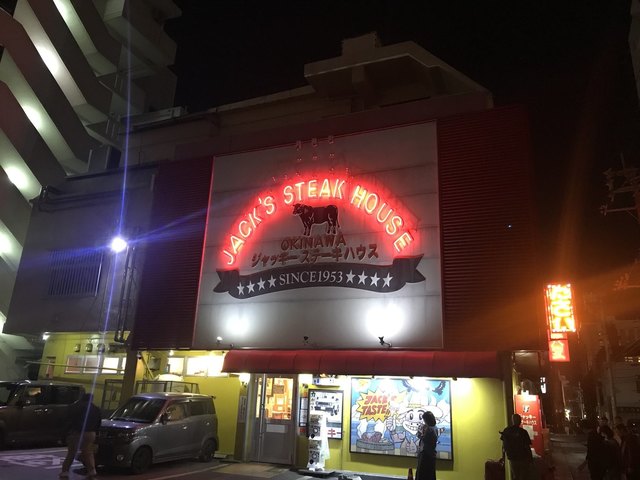 JACK'S STEAK HOUSE
OKINAWA
ジャッキー ステーキハウス
★★★★ SINCE1953 ★★★★
JACK'S
TASTE